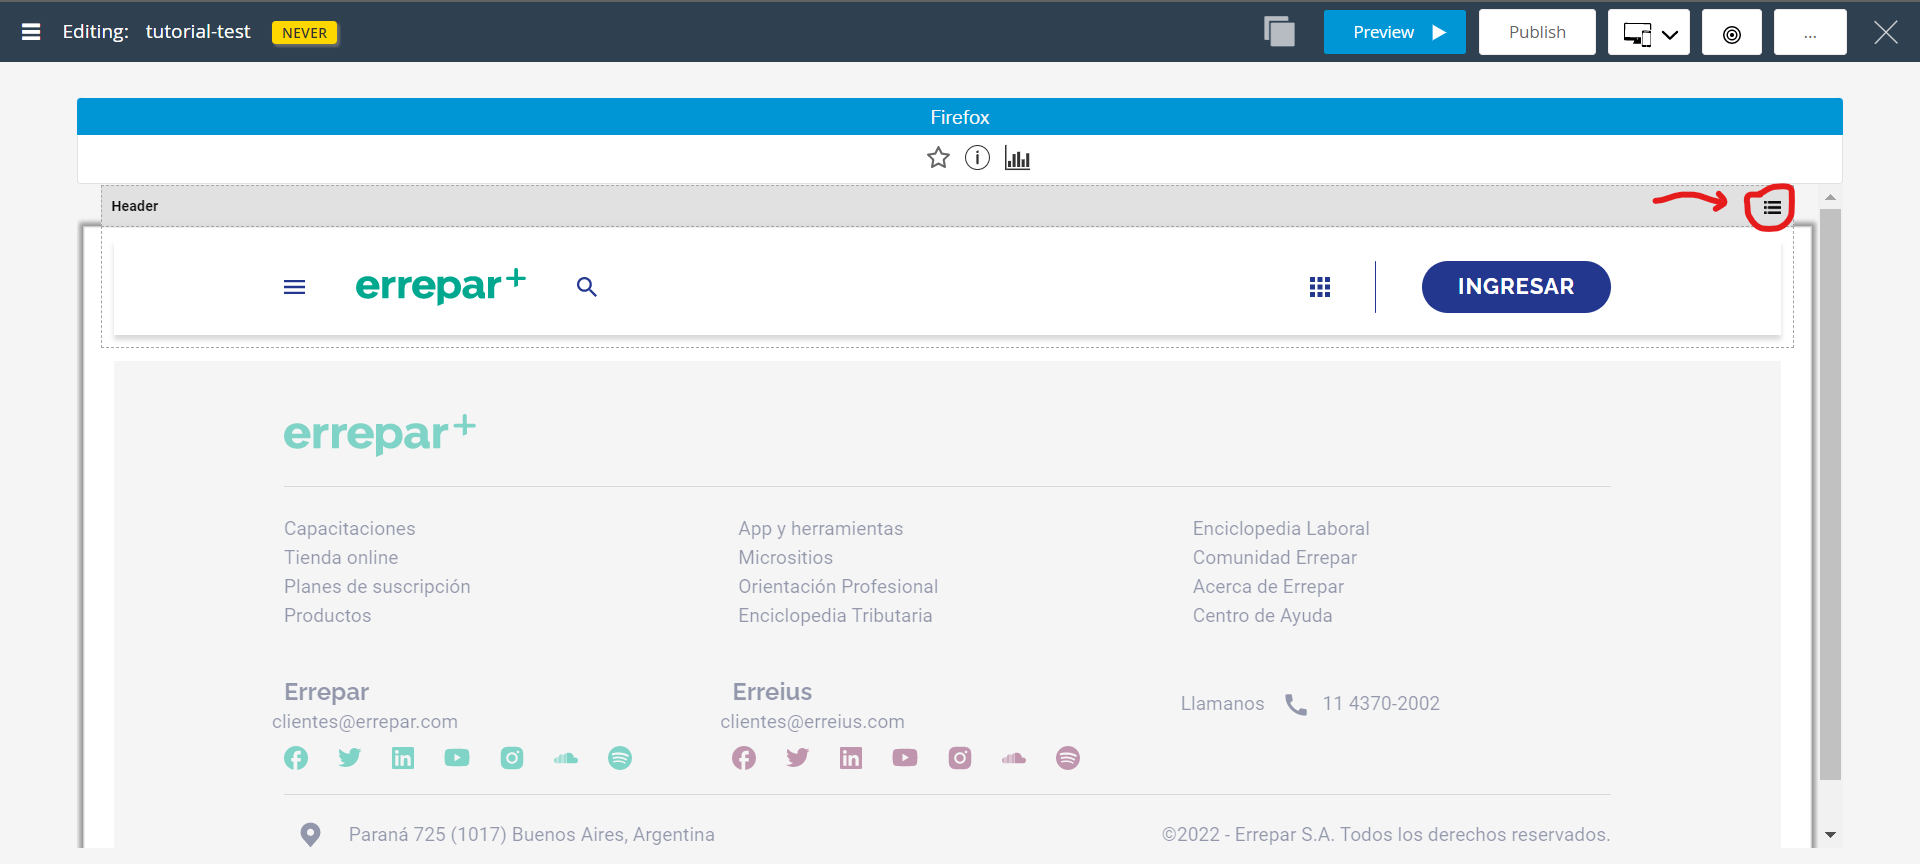 Editing: tutorial-test NEVER Preview Publish ...
Firefox
Header
errepar+ INGRESAR
errepar+
Capacitaciones App y herramientas Enciclopedia Laboral
Tienda online Micrositios Comunidad Errepar
Planes de suscripción Orientación Profesional Acerca de Errepar
Productos Enciclopedia Tributaria Centro de Ayuda
Errepar Erreius
clientes@errepar.com clientes@erreius.com Llamanos 11 4370-2002
Paraná 725 (1017) Buenos Aires, Argentina ©2022 - Errepar S.A. Todos los derechos reservados.